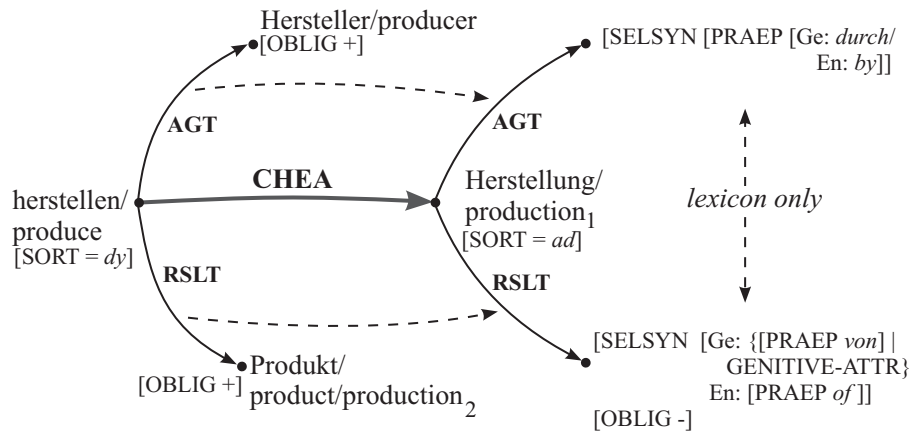 Hersteller/producer
[OBLIG +]
[SELSYN [PRAEP [Ge: durch/
En: by]]
AGT
AGT
CHEA
herstellen/
produce
[SORT = dy]
Herstellung/
production1
[SORT = ad]
lexicon only
RSLT
RSLT
[OBLIG +]
Produkt/
product/production2
[SELSYN [Ge: {[PRAEP von] |
GENITIVE-ATTR}
En: [PRAEP of ]]
[OBLIG -]